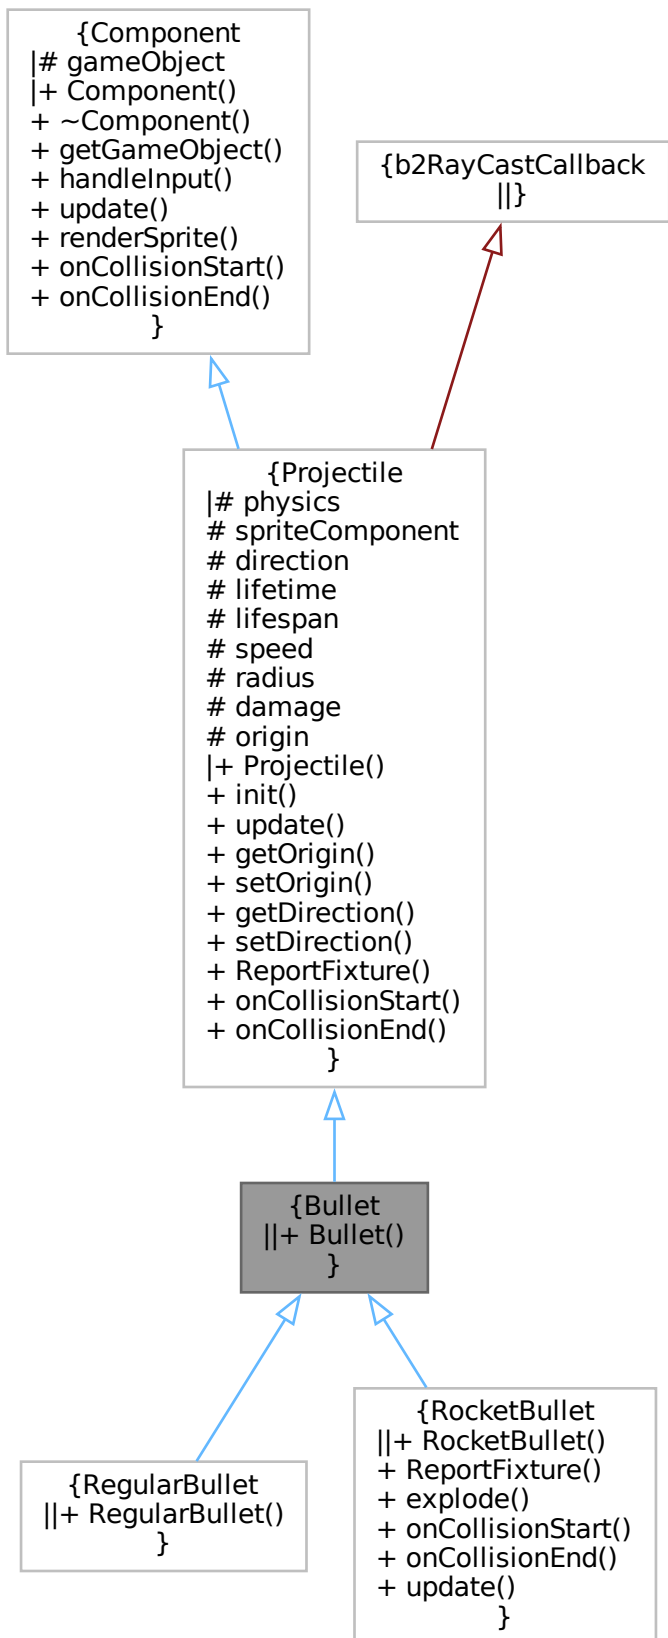 {Component
|# gameObject
|+ Component()
+ ~Component()
+ getGameObject()
+ handleInput()
+ update()
+ renderSprite()
+ onCollisionStart()
+ onCollisionEnd()
}
{b2RayCastCallback
||}
{Projectile
|# physics
# spriteComponent
# direction
# lifetime
# lifespan
# speed
# radius
# damage
# origin
|+ Projectile()
+ init()
+ update()
+ getOrigin()
+ setOrigin()
+ getDirection()
+ setDirection()
+ ReportFixture()
+ onCollisionStart()
+ onCollisionEnd()
}
{Bullet
||+ Bullet()
}
{RegularBullet
||+ RegularBullet()
}
{RocketBullet
||+ RocketBullet()
+ ReportFixture()
+ explode()
+ onCollisionStart()
+ onCollisionEnd()
+ update()
}